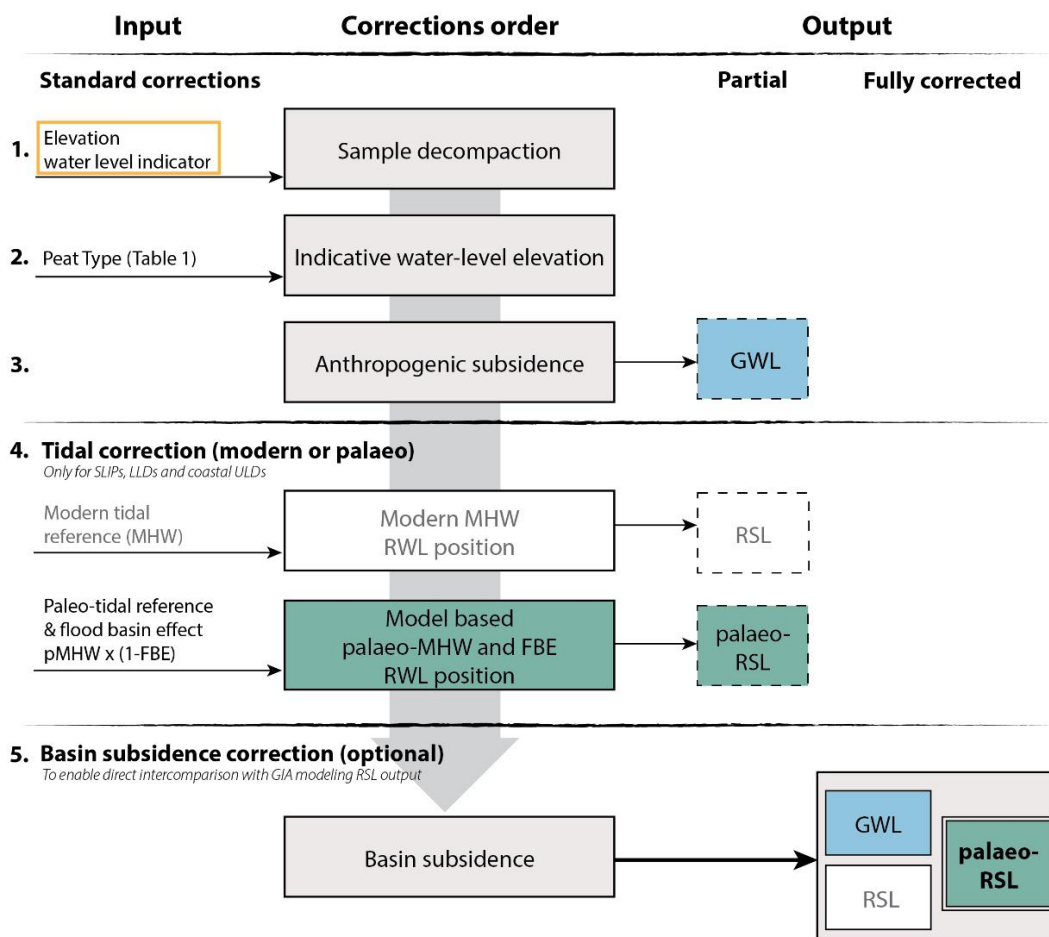 Input
Corrections order
Output
Standard corrections
Partial
Fully corrected
1.
Elevation
water level indicator
Sample decompaction
2.
Peat Type (Table 1)
Indicative water-level elevation
3.
Anthropogenic subsidence
GWL
4. Tidal correction (modern or palaeo)
Only for SLIPs, LLDs and coastal ULDs
Modern tidal
reference (MHW)
Modern MHW
RWL position
RSL
Paleo-tidal reference
& flood basin effect
pMHW x (1-FBE)
Model based
palaeo-MHW and FBE
RWL position
palaeo-
RSL
5. Basin subsidence correction (optional)
To enable direct intercomparison with GIA modeling RSL output
Basin subsidence
GWL
RSL
palaeo-
RSL